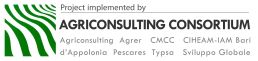 Project implemented by
AGRICONSULTING CONSORTIUM
Agriconsulting Agrer CMCC CIHEAM-IAM Bari
d'Appolonia Pescares Typsa Sviluppo Globale